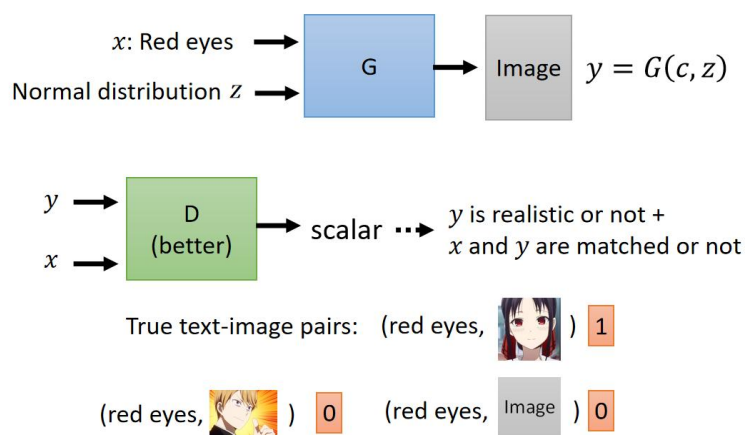 x: Red eyes
Normal distribution z
G
Image
y = G(c, z)
y
x
D
(better)
scalar
y is realistic or not +
x and y are matched or not
True text-image pairs: (red eyes, ) 1
(red eyes, ) 0
(red eyes, Image ) 0